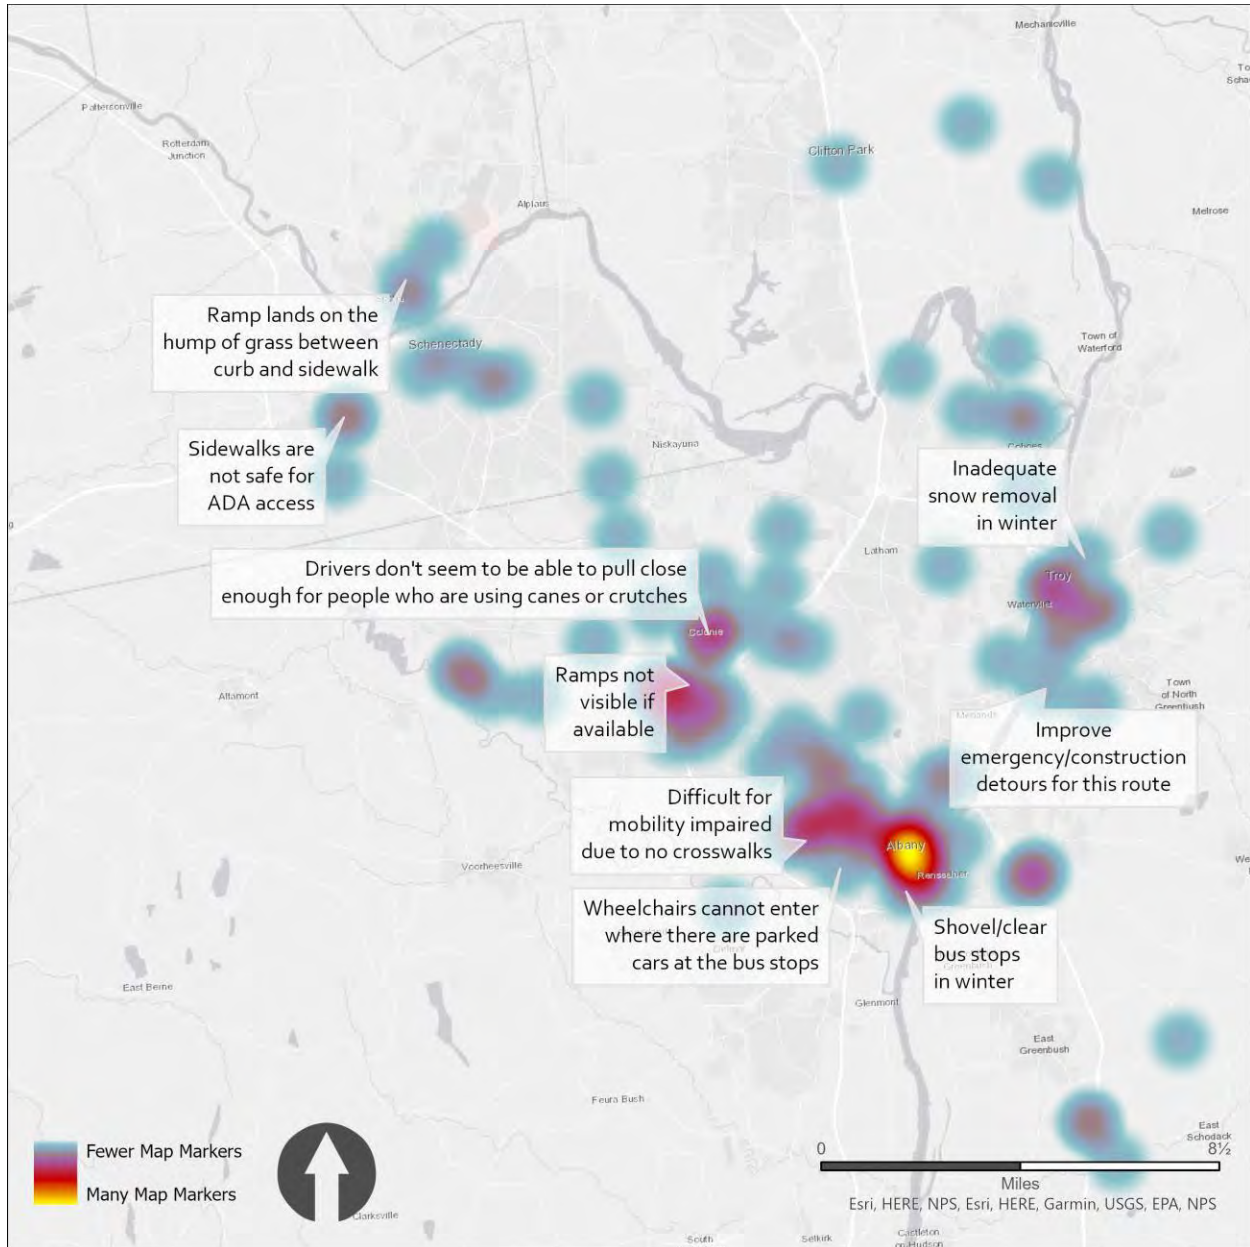 Mechanicville
Pattersonville
Rotterdam
Junction
Clifton Park
Alplaus
Melrose
Ramp lands on the
hump of grass between
curb and sidewalk
Schenectady
Town of
Waterford
Niskayuna
Cohoes
Sidewalks are
not safe for
ADA access
Inadequate
snow removal
in winter
Latham
Drivers don't seem to be able to pull close
enough for people who are using canes or crutches
Troy
Watervliet
Colonie
Altamont
Ramps not
visible if
available
Town
of North
Greenbush
Menands
Improve
emergency/construction
detours for this route
Difficult for
mobility impaired
due to no crosswalks
Albany
Rensselaer
Voorheesville
Wheelchairs cannot enter
where there are parked
cars at the bus stops
Shovel/clear
bus stops
in winter
East Berne
Glenmont
East
Greenbush
Feura Bush
East
Schodack
Fewer Map Markers
Many Map Markers
0
8½
Miles
Esri, HERE, NPS, Esri, HERE, Garmin, USGS, EPA, NPS
Clarksville
South
Selkirk
Castleton
on-Hudson